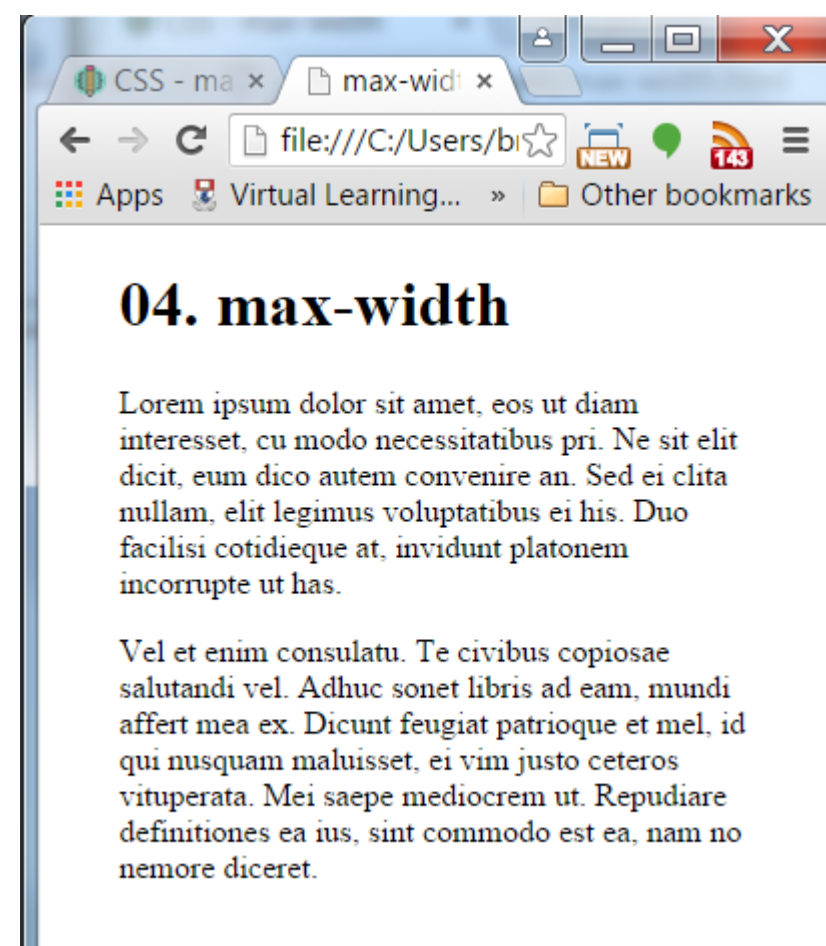 CSS - ma
max-widt
file:///C:/Users/br
NEW
143
Apps
Virtual Learning...
»
Other bookmarks
04. max-width
Lorem ipsum dolor sit amet, eos ut diam
interesset, cu modo necessitatibus pri. Ne sit elit
dicit, eum dico autem convenire an. Sed ei clita
nullam, elit legimus voluptatibus ei his. Duo
facilisi cotidieque at, invidunt platonem
incorrupte ut has.
Vel et enim consulatu. Te civibus copiosae
salutandi vel. Adhuc sonet libris ad eam, mundi
affert mea ex. Dicunt feugiat patrioque et mel, id
qui nusquam maluisset, ei vim justo ceteros
vituperata. Mei saepe mediocrem ut. Repudiare
definitiones ea ius, sint commodo est ea, nam no
nemore diceret.